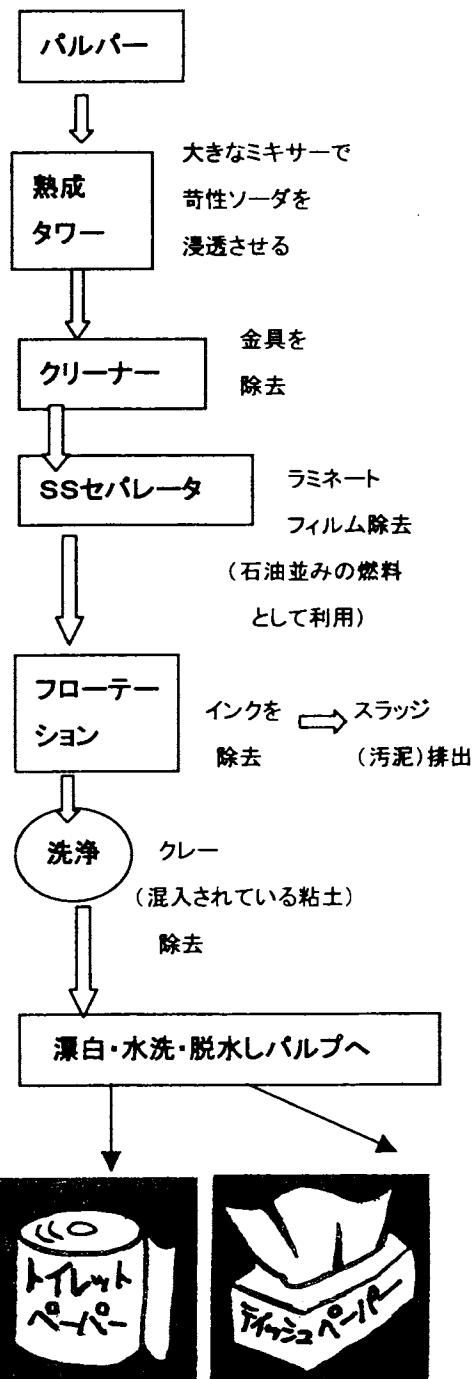 パルパー
熟成
タワー
大きなミキサーで
苛性ソーダを
浸透させる
クリーナー
金具を
除去
SSセパレータ
ラミネート
フィルム除去
(石油並みの燃料
として利用)
フローテー
ション
インクを
除去
スラッジ
(汚泥)排出
洗浄
クレー
(混入されている粘土)
除去
漂白・水洗・脱水しパルプへ
トイレット
ペーパー
ティッシュペーパー